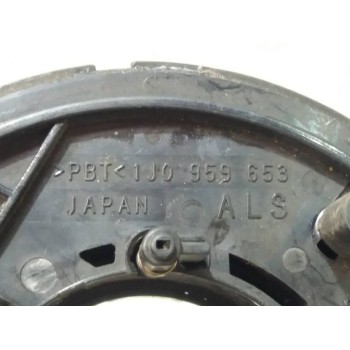 >PBT< 1J0 959 653
JAPAN ALS